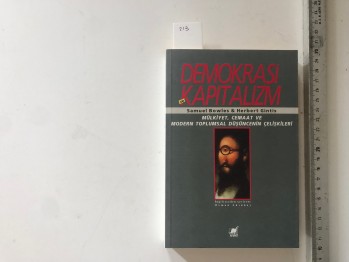 213
DEMOKRASİ
ve
KAPİTALİZM
Samuel Bowles & Herbert Gintis
MÜLKİYET, CEMAAT VE
MODERN TOPLUMSAL DÜŞÜNCENİN ÇELİŞKİLERİ